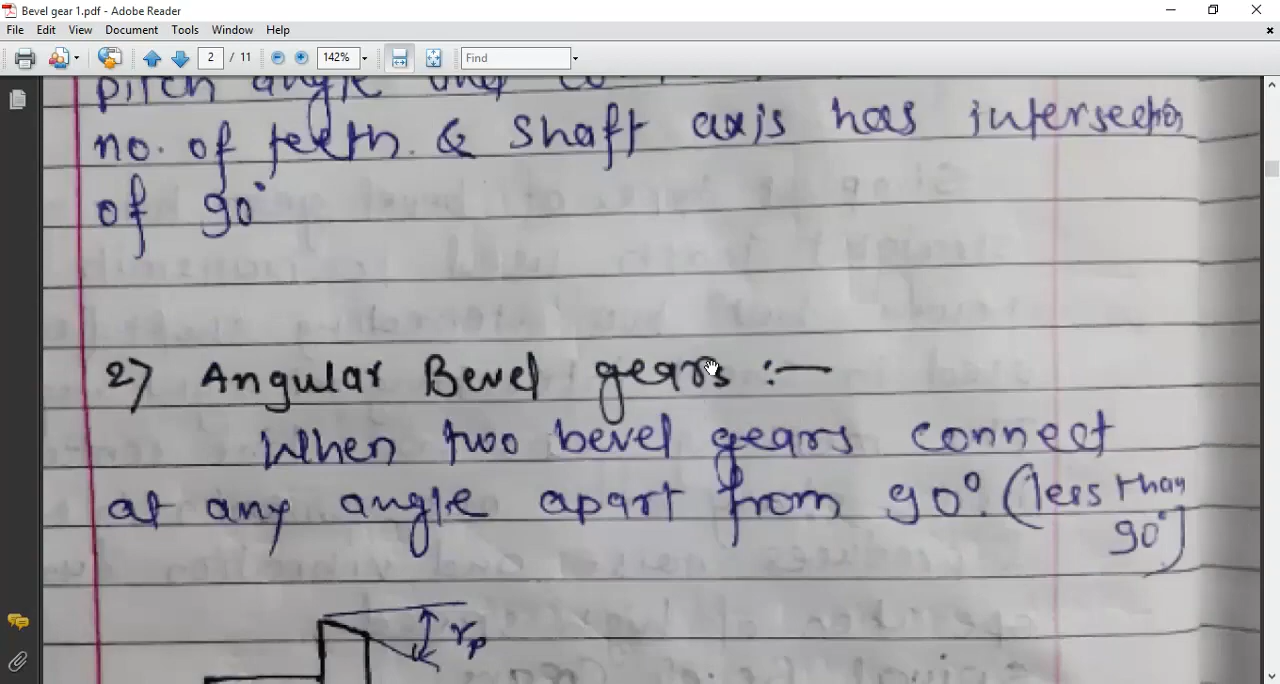 Bevel gear 1.pdf - Adobe Reader
File Edit View Document Tools Window Help
2 / 11 142% Find
pitch angle
no. of teeth. & shaft axis has intersection
of 90°
2) Angular Bevel gears :-
When two bevel gears connect
at any angle apart from 90°. (less than
90°)
rp